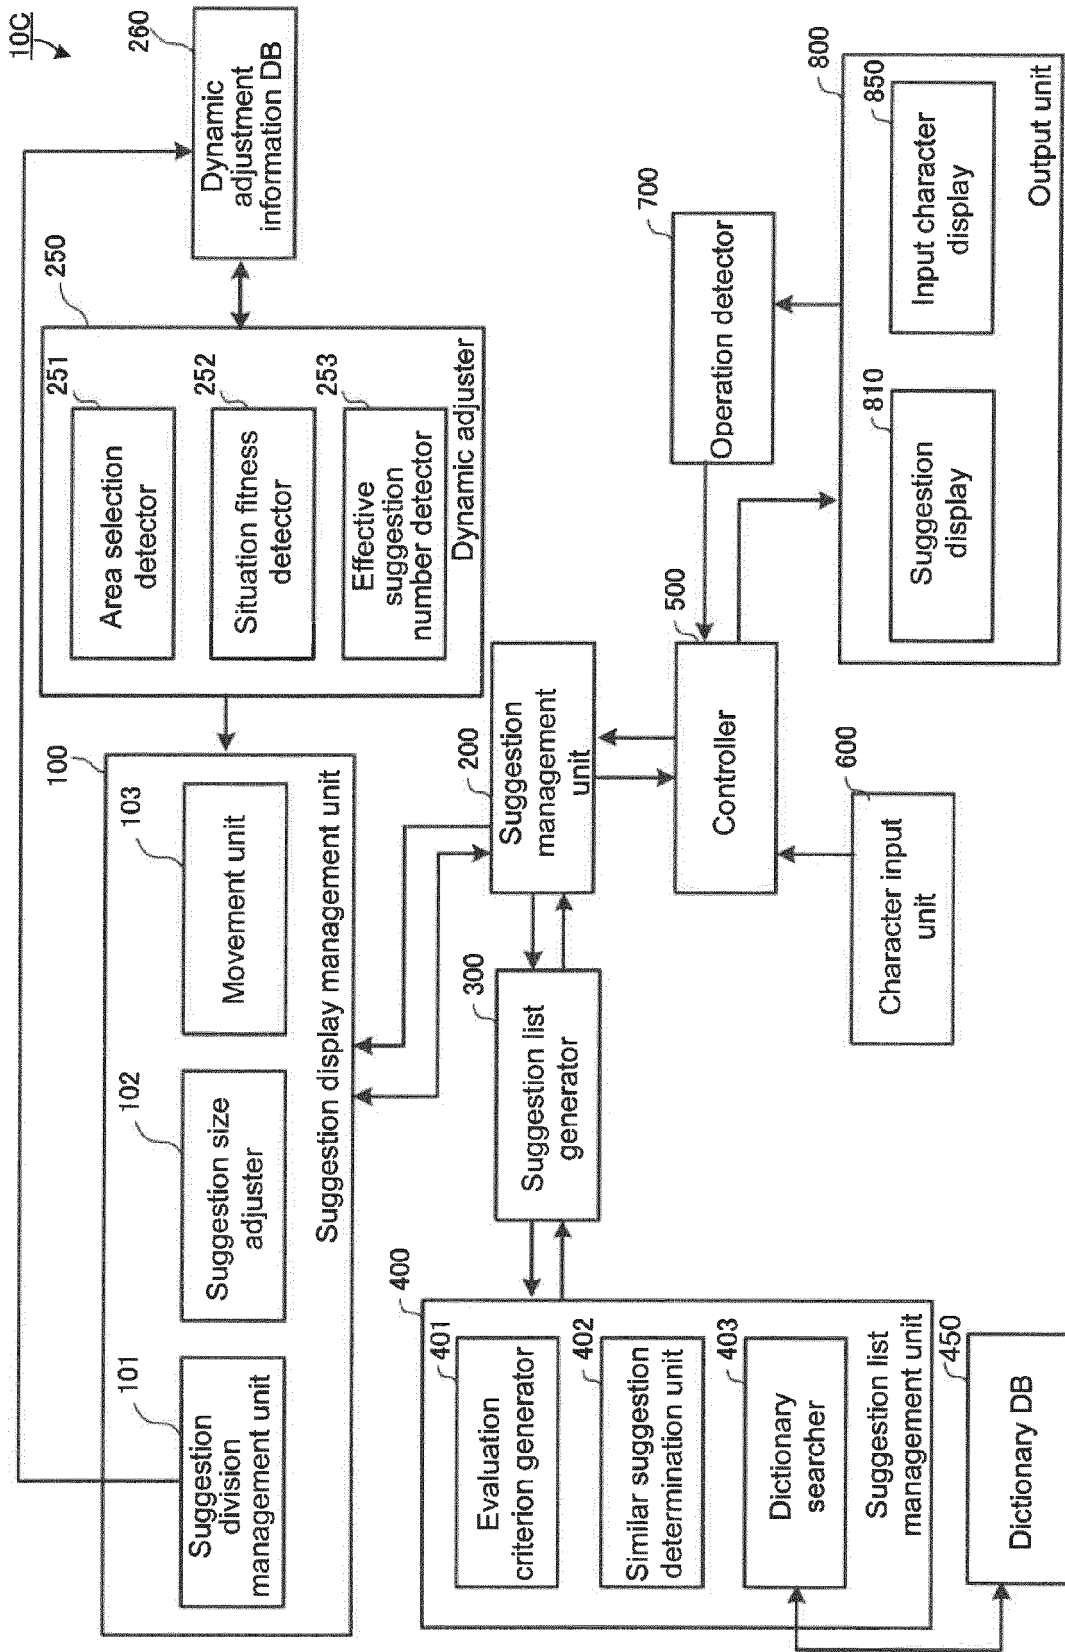 10C
100
101
Suggestion
division
management unit
102
Suggestion size
adjuster
103
Movement unit
Suggestion display management unit
250
251
Area selection
detector
252
Situation fitness
detector
253
Effective
suggestion
number detector
Dynamic adjuster
260
Dynamic
adjustment
information DB
400
401
Evaluation
criterion generator
402
Similar suggestion
determination unit
403
Dictionary
searcher
Suggestion list
management unit
450
Dictionary DB
300
Suggestion list
generator
200
Suggestion
management
unit
500
Controller
600
Character input
unit
700
Operation detector
800
810
Suggestion
display
850
Input character
display
Output unit